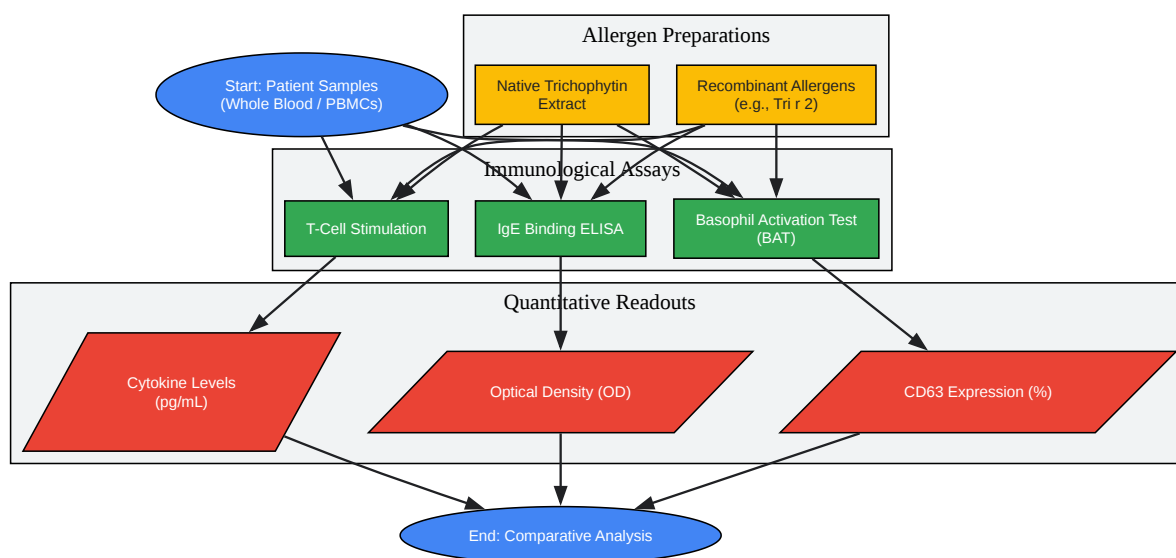 Allergen Preparations
Start: Patient Samples
(Whole Blood / PBMCs)
Native Trichophytin
Extract
Recombinant Allergens
(e.g., Tri r 2)
Immunological Assays
T-Cell Stimulation
IgE Binding ELISA
Basophil Activation Test
(BAT)
Quantitative Readouts
Cytokine Levels
(pg/mL)
Optical Density (OD)
CD63 Expression (%)
End: Comparative Analysis